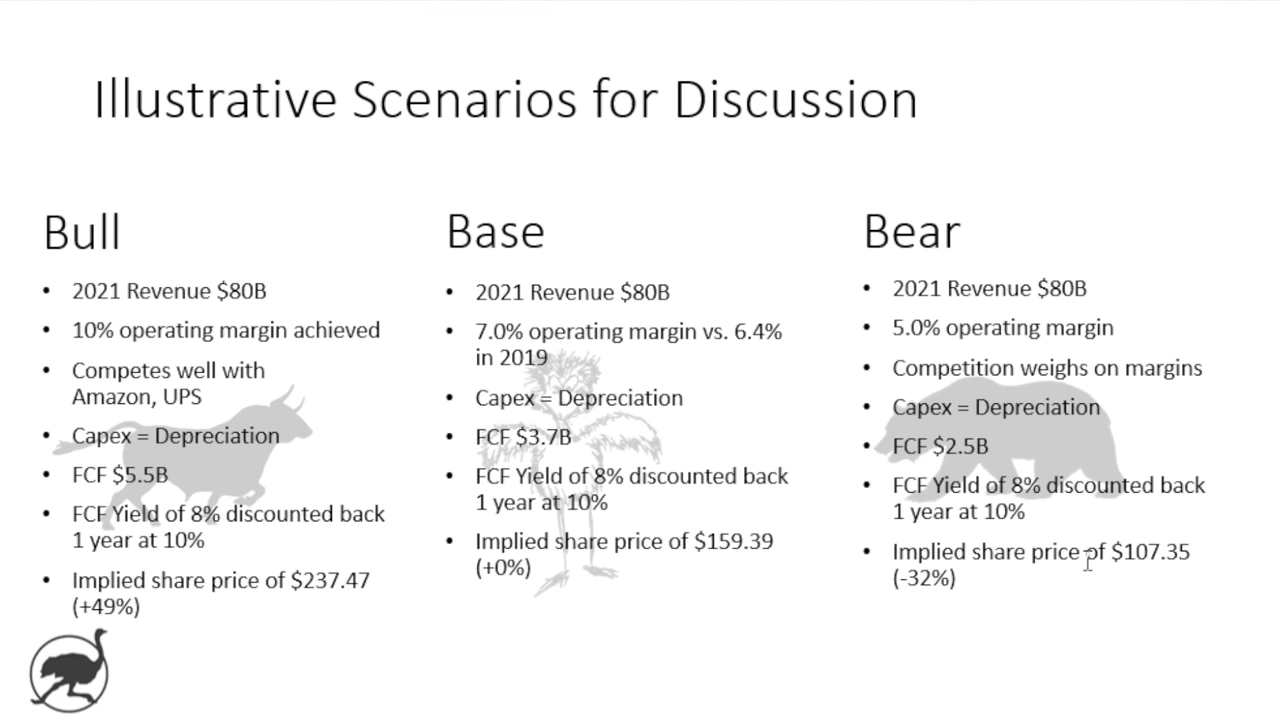 Illustrative Scenarios for Discussion
Bull
• 2021 Revenue $80B
• 10% operating margin achieved
• Competes well with
Amazon, UPS
• Capex = Depreciation
• FCF $5.5B
• FCF Yield of 8% discounted back
1 year at 10%
• Implied share price of $237.47
(+49%)
Base
• 2021 Revenue $80B
• 7.0% operating margin vs. 6.4%
in 2019
• Capex = Depreciation
• FCF $3.7B
• FCF Yield of 8% discounted back
1 year at 10%
• Implied share price of $159.39
(+0%)
Bear
• 2021 Revenue $80B
• 5.0% operating margin
• Competition weighs on margins
• Capex = Depreciation
• FCF $2.5B
• FCF Yield of 8% discounted back
1 year at 10%
• Implied share price of $107.35
(-32%)